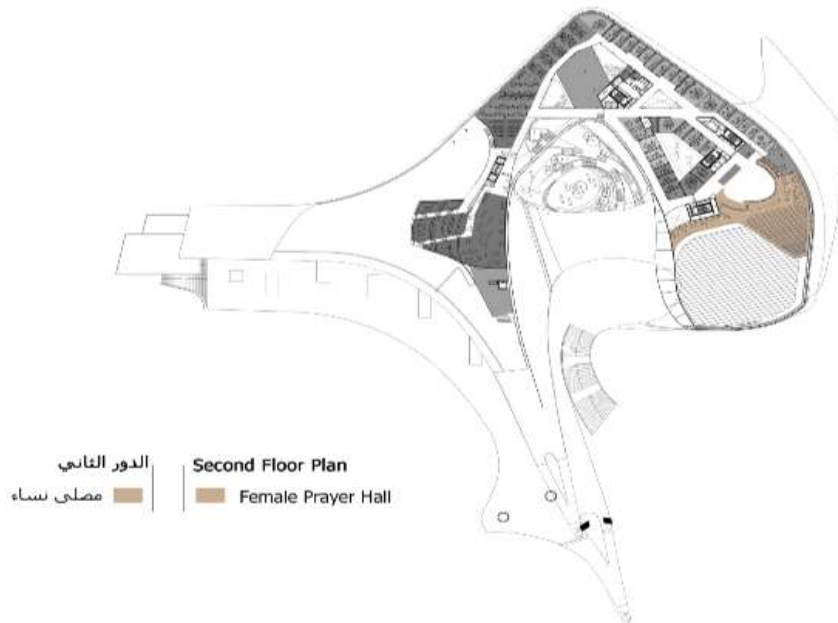 الدور الثاني
مصلى نساء
Second Floor Plan
Female Prayer Hall